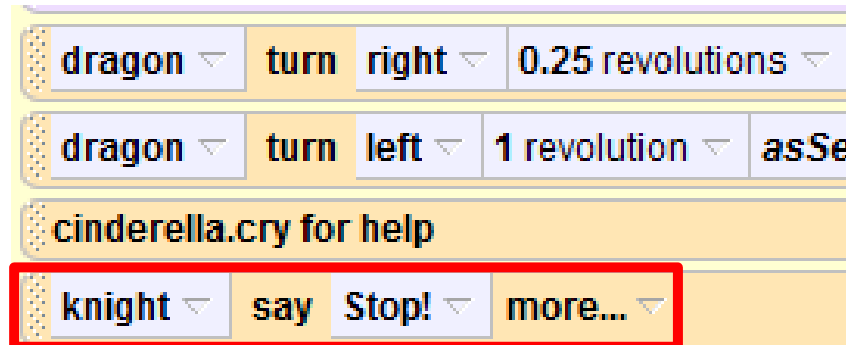 dragon turn right 0.25 revolutions
dragon turn left 1 revolution
cinderella.cry for help
knight say Stop! more...